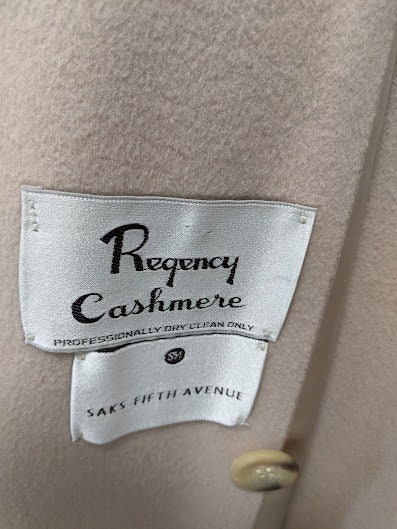 Regency
Cashmere
PROFESSIONALLY DRY CLEAN ONLY
SAKS FIFTH AVENUE